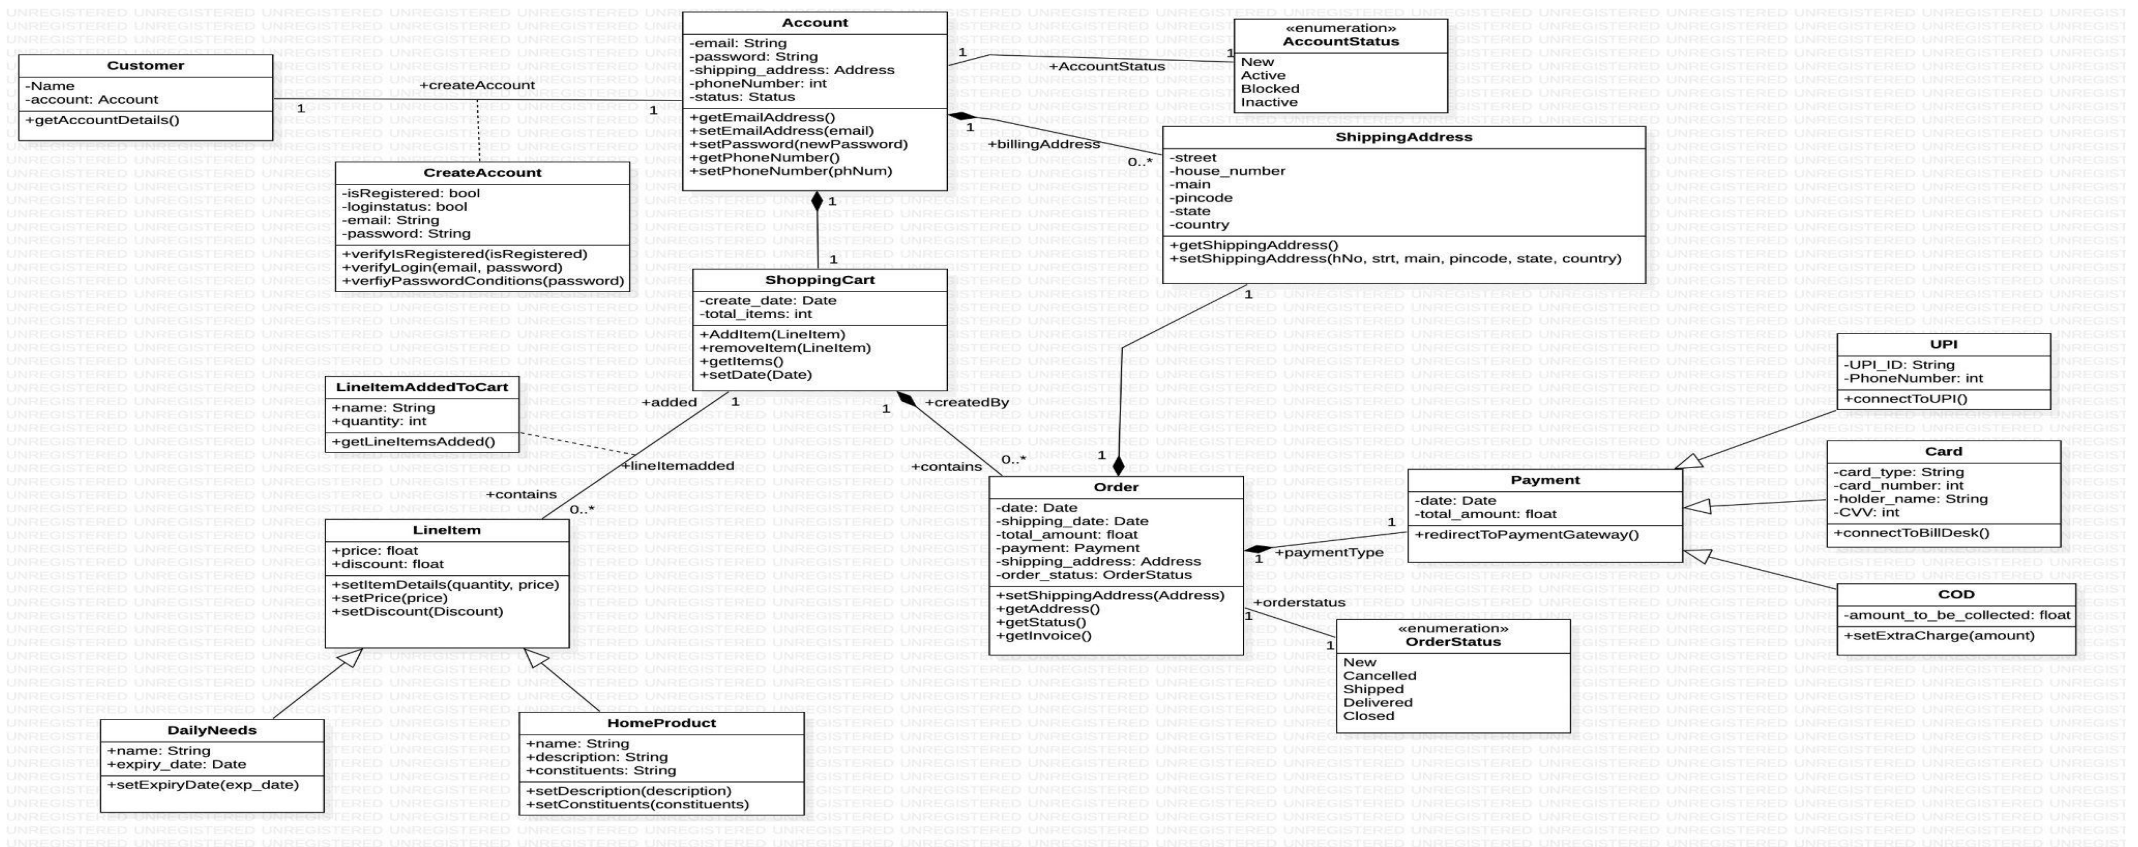 Customer
-Name
-account: Account
+getAccountDetails()
1
+createAccount
1
CreateAccount
-isRegistered: bool
-loginstatus: bool
-email: String
-password: String
+verifyIsRegistered(isRegistered)
+verifyLogin(email, password)
+verfiyPasswordConditions(password)
Account
-email: String
-password: String
-shipping_address: Address
-phoneNumber: int
-status: Status
+getEmailAddress()
+setEmailAddress(email)
+setPassword(newPassword)
+getPhoneNumber()
+setPhoneNumber(phNum)
1
+AccountStatus
1
«enumeration»
AccountStatus
New
Active
Blocked
Inactive
1
+billingAddress
0..*
ShippingAddress
-street
-house_number
-main
-pincode
-state
-country
+getShippingAddress()
+setShippingAddress(hNo, strt, main, pincode, state, country)
1
1
1
ShoppingCart
-create_date: Date
-total_items: int
+AddItem(LineItem)
+removeItem(LineItem)
+getItems()
+setDate(Date)
+added
1
1
+createdBy
LineItemAddedToCart
+name: String
+quantity: int
+getLineItemsAdded()
+lineItemadded
+contains
0..*
+contains
0..*
1
LineItem
+price: float
+discount: float
+setItemDetails(quantity, price)
+setPrice(price)
+setDiscount(Discount)
DailyNeeds
+name: String
+expiry_date: Date
+setExpiryDate(exp_date)
HomeProduct
+name: String
+description: String
+constituents: String
+setDescription(description)
+setConstituents(constituents)
Order
-date: Date
-shipping_date: Date
-total_amount: float
-payment: Payment
-shipping_address: Address
-order_status: OrderStatus
+setShippingAddress(Address)
+getAddress()
+getStatus()
+getInvoice()
1
+paymentType
1
+orderstatus
1
1
«enumeration»
OrderStatus
New
Cancelled
Shipped
Delivered
Closed
Payment
-date: Date
-total_amount: float
+redirectToPaymentGateway()
UPI
-UPI_ID: String
-PhoneNumber: int
+connectToUPI()
Card
-card_type: String
-card_number: int
-holder_name: String
-CVV: int
+connectToBillDesk()
COD
-amount_to_be_collected: float
+setExtraCharge(amount)
UNREGISTERED